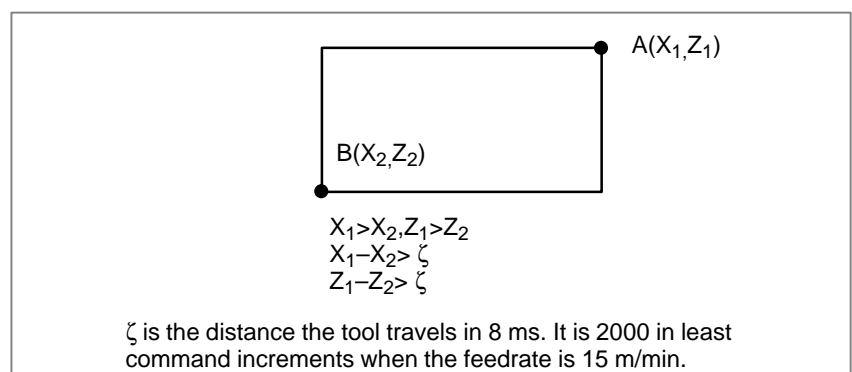 A(X₁,Z₁)
B(X₂,Z₂)
X₁>X₂,Z₁>Z₂
X₁–X₂> ζ
Z₁–Z₂> ζ
ζ is the distance the tool travels in 8 ms. It is 2000 in least
command increments when the feedrate is 15 m/min.